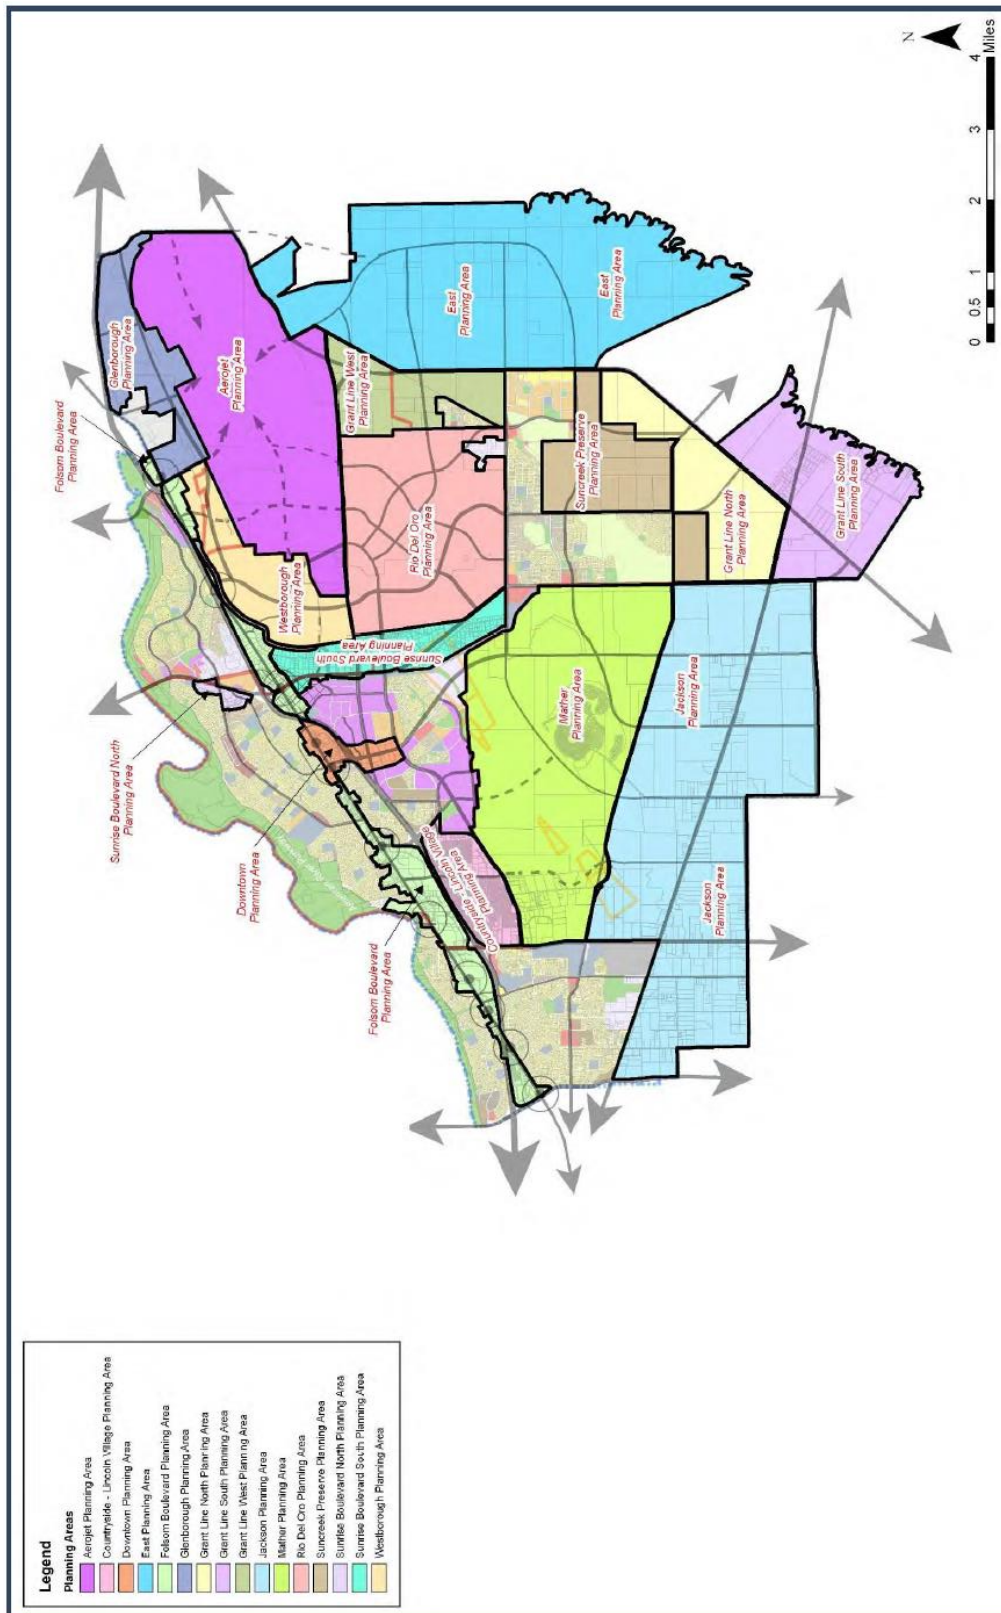 N
0 0.5 1 2 3 4
Miles
Folsom Boulevard
Planning Area
Glenborough
Planning Area
Aerojet
Planning Area
Grant Line West
Planning Area
East
Planning Area
East
Planning Area
Westborough
Planning Area
Rio Del Oro
Planning Area
Suncreek Preserve
Planning Area
Grant Line North
Planning Area
Grant Line South
Planning Area
Sunrise Boulevard North
Planning Area
Sunrise Boulevard South
Planning Area
Downtown
Planning Area
Mather
Planning Area
Jackson
Planning Area
Folsom Boulevard
Planning Area
Countryside - Lincoln Village
Planning Area
Jackson
Planning Area
Legend
Planning Areas
Aerojet Planning Area
Countryside - Lincoln Village Planning Area
Downtown Planning Area
East Planning Area
Folsom Boulevard Planning Area
Glenborough Planning Area
Grant Line North Planning Area
Grant Line South Planning Area
Grant Line West Planning Area
Jackson Planning Area
Mather Planning Area
Rio Del Oro Planning Area
Suncreek Preserve Planning Area
Sunrise Boulevard North Planning Area
Sunrise Boulevard South Planning Area
Westborough Planning Area